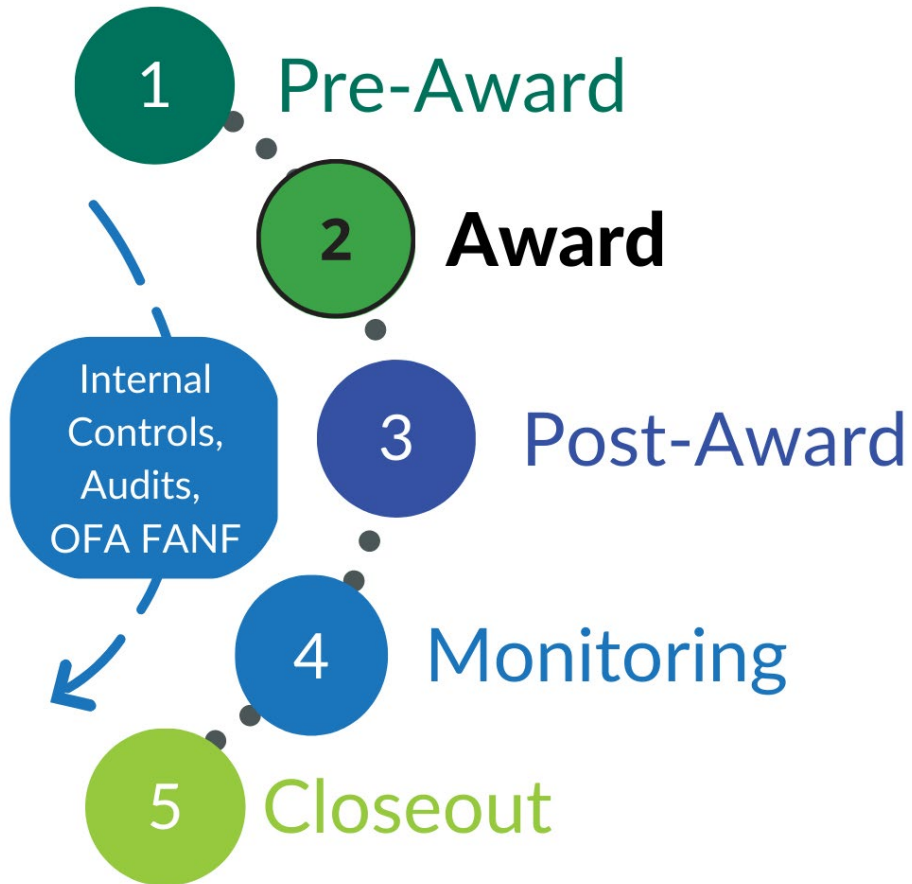 1 Pre-Award
2 Award
Internal
Controls,
Audits,
OFA FANF
3 Post-Award
4 Monitoring
5 Closeout